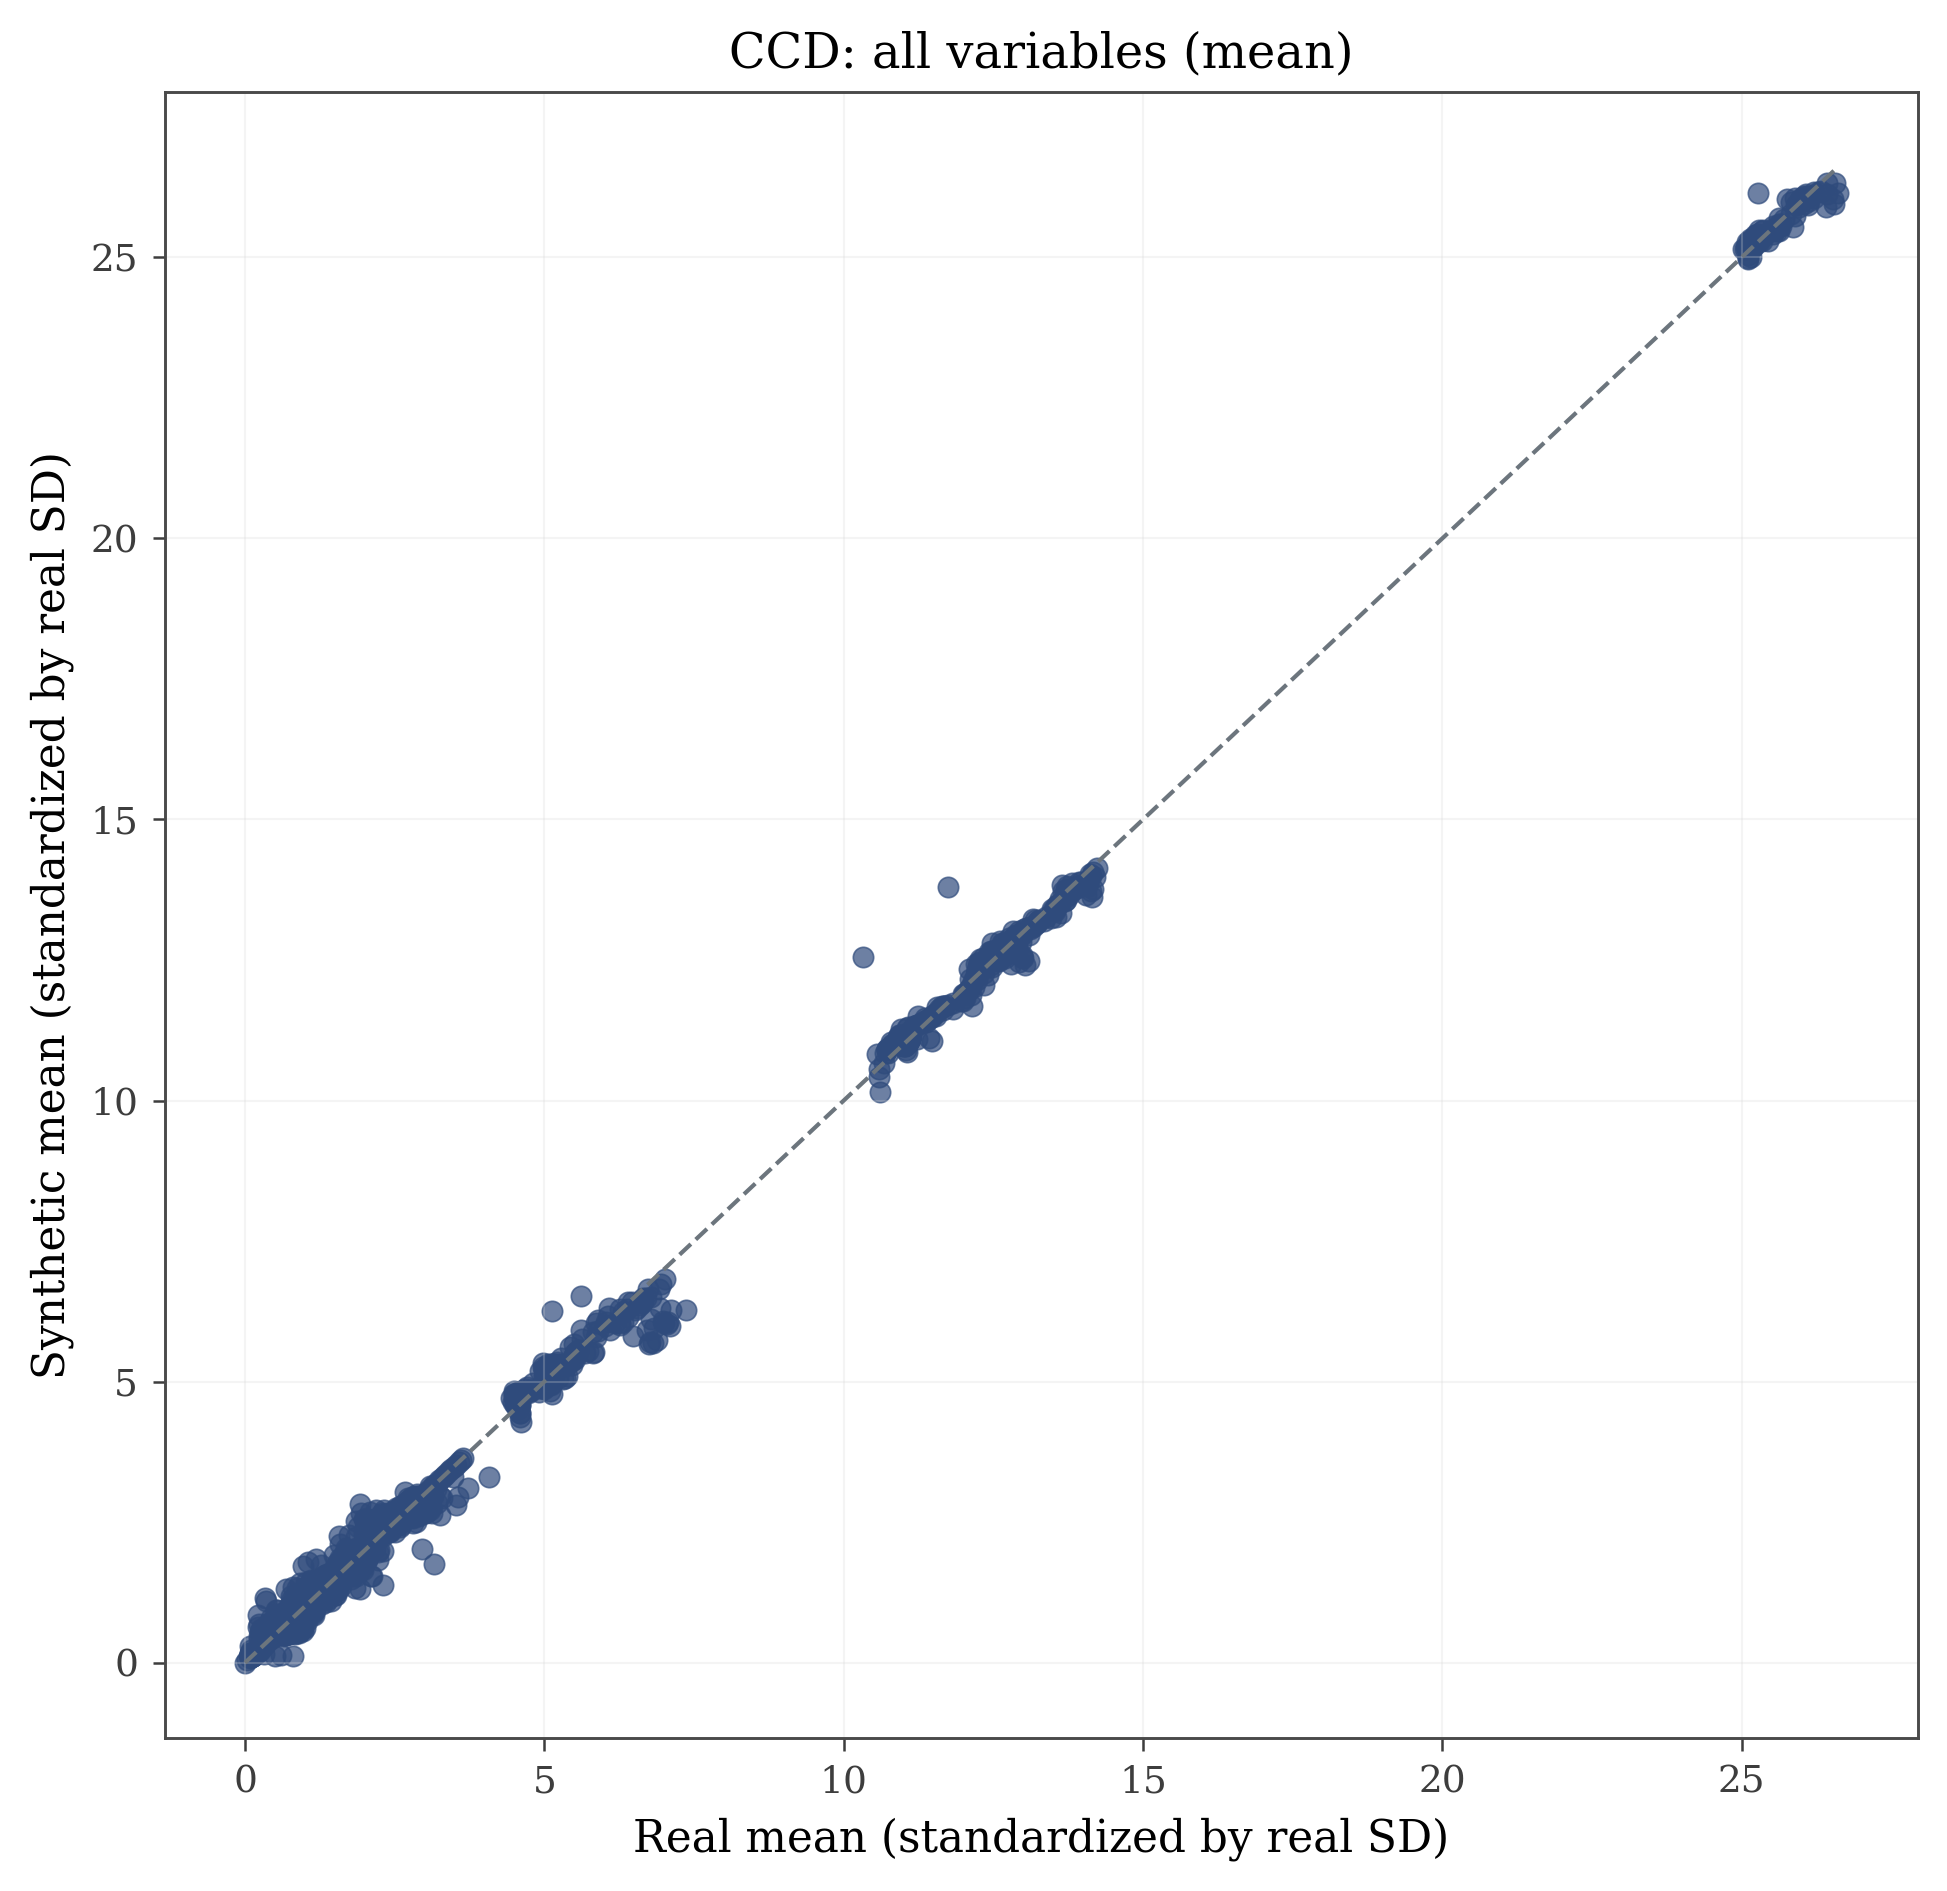 CCD: all variables (mean)
Synthetic mean (standardized by real SD)
25
20
15
10
5
0
0 5 10 15 20 25
Real mean (standardized by real SD)